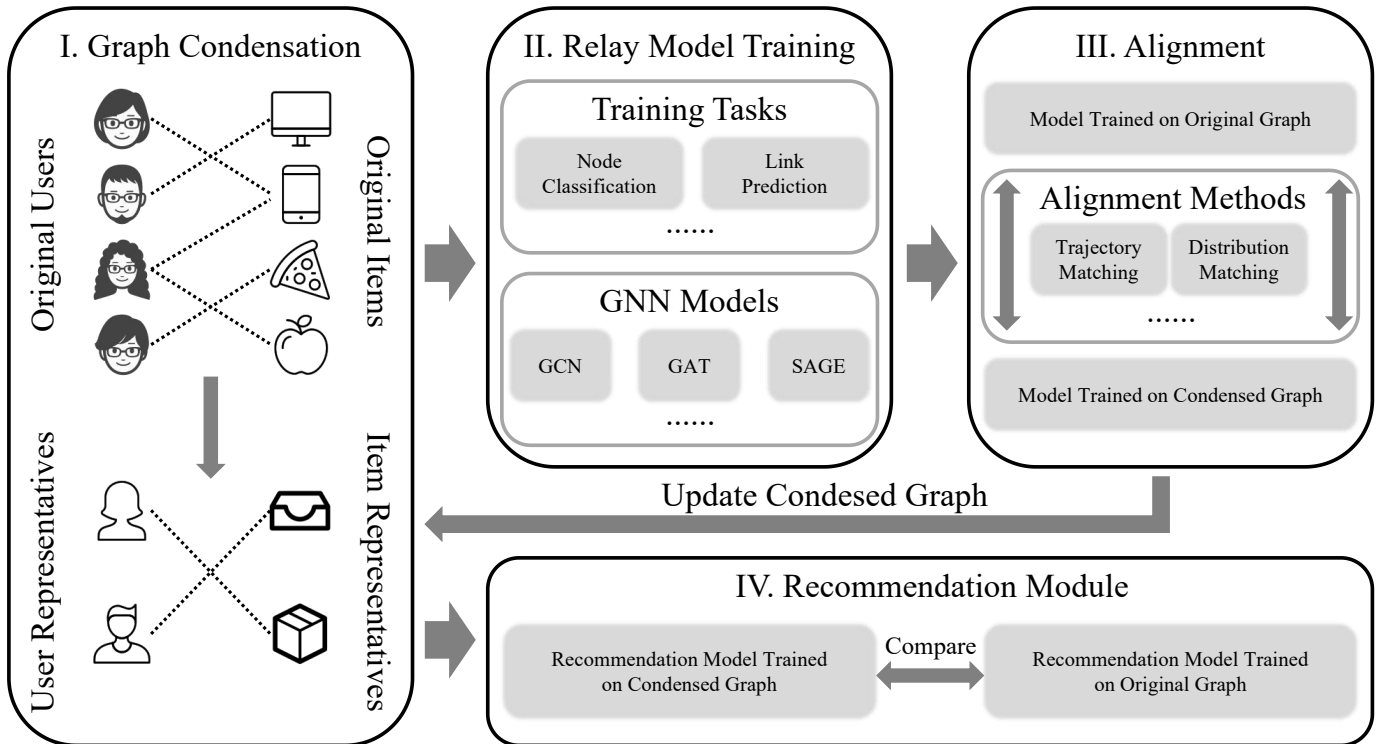 I. Graph Condensation
Original Users
Original Items
User Representatives
Item Representatives
II. Relay Model Training
Training Tasks
Node
Classification
Link
Prediction
......
GNN Models
GCN
GAT
SAGE
......
III. Alignment
Model Trained on Original Graph
Alignment Methods
Trajectory
Matching
Distribution
Matching
......
Model Trained on Condensed Graph
Update Condesed Graph
IV. Recommendation Module
Recommendation Model Trained
on Condensed Graph
Compare
Recommendation Model Trained
on Original Graph